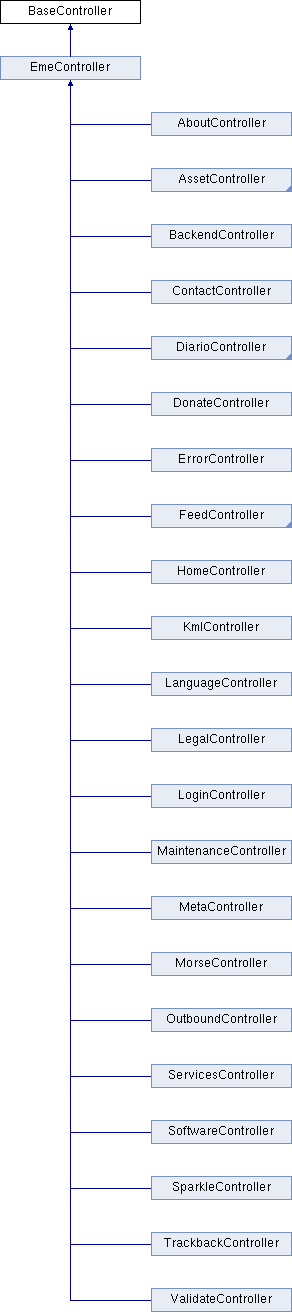 BaseController
EmeController
AboutController
AssetController
BackendController
ContactController
DiarioController
DonateController
ErrorController
FeedController
HomeController
KmlController
LanguageController
LegalController
LoginController
MaintenanceController
MetaController
MorseController
OutboundController
ServicesController
SoftwareController
SparkleController
TrackbackController
ValidateController